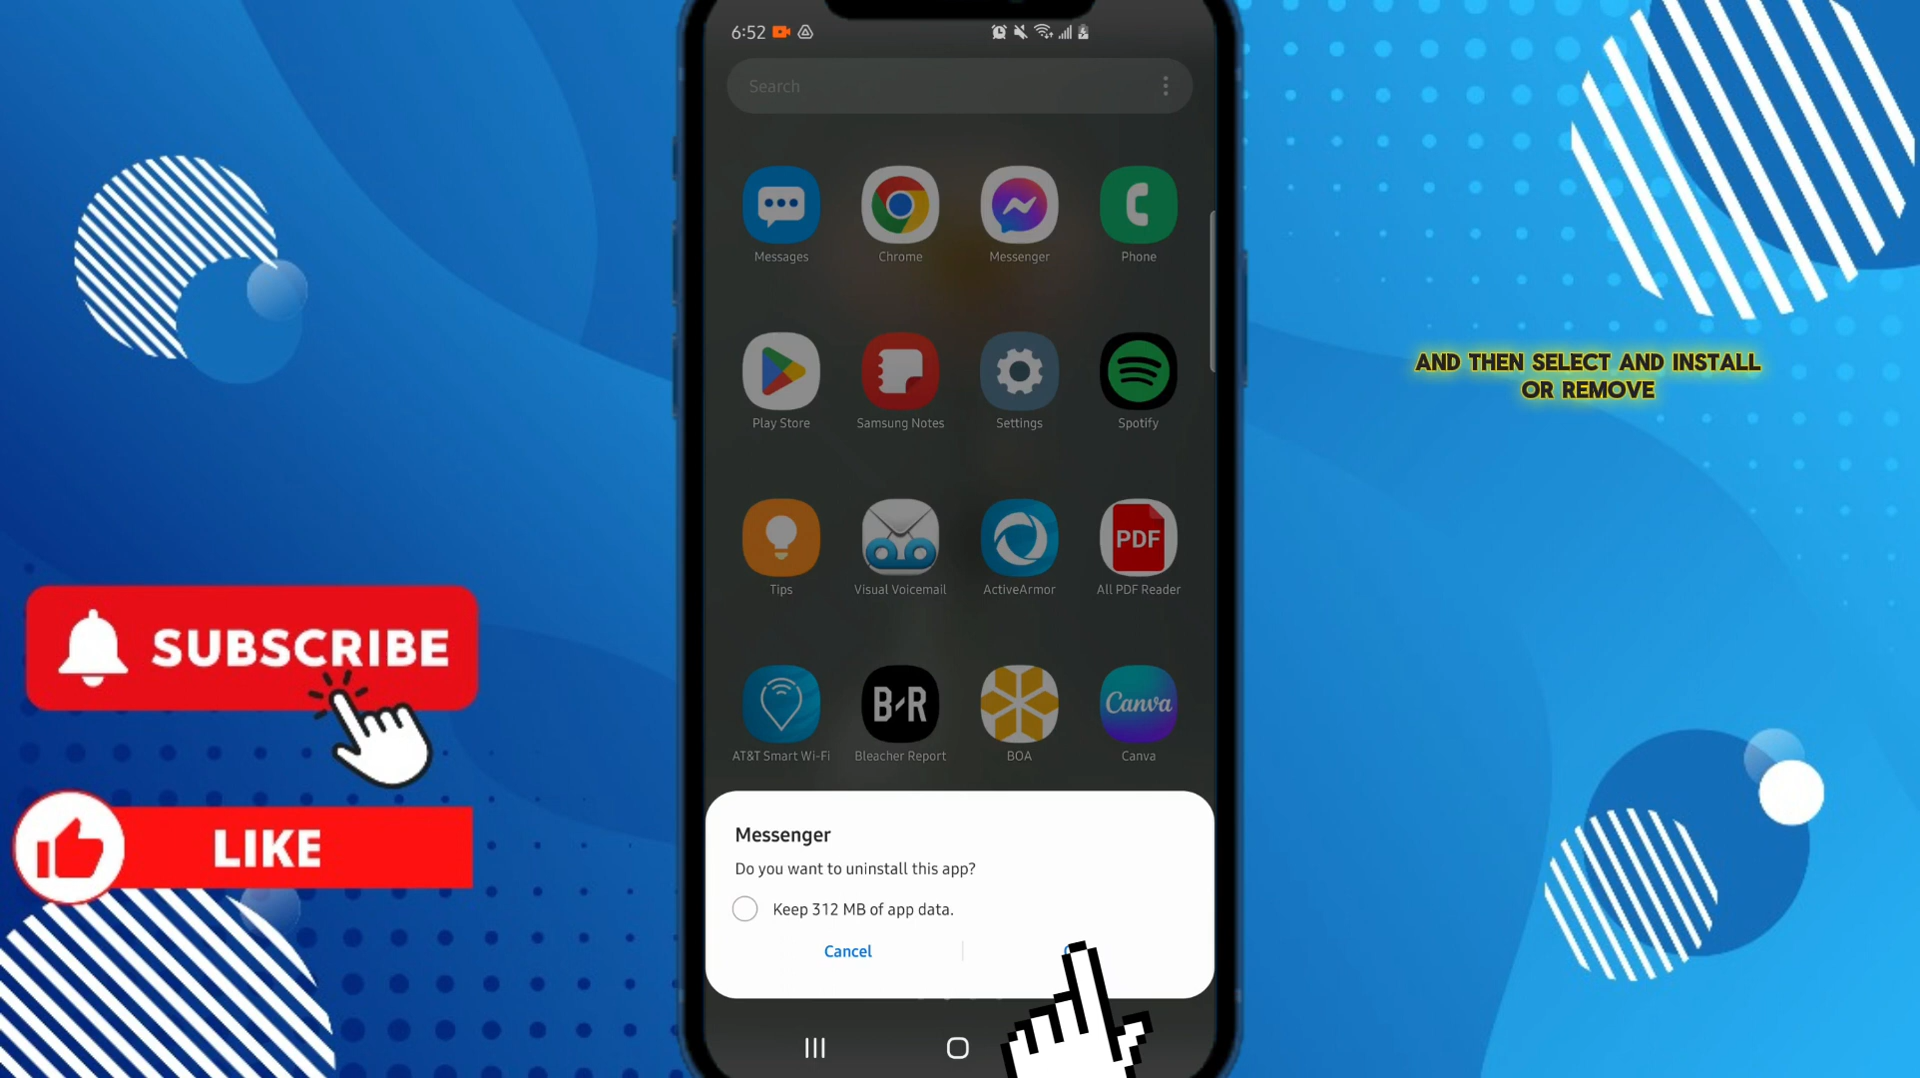 6:52
Search
Messages
Chrome
Messenger
Phone
Play Store
Samsung Notes
Settings
Spotify
PDF
Tips
Visual Voicemail
ActiveArmor
All PDF Reader
B/R
Canva
AT&T Smart Wi-Fi
Bleacher Report
BOA
Canva
Messenger
Do you want to uninstall this app?
Keep 312 MB of app data.
Cancel
AND THEN SELECT AND INSTALL
OR REMOVE
SUBSCRIBE
LIKE